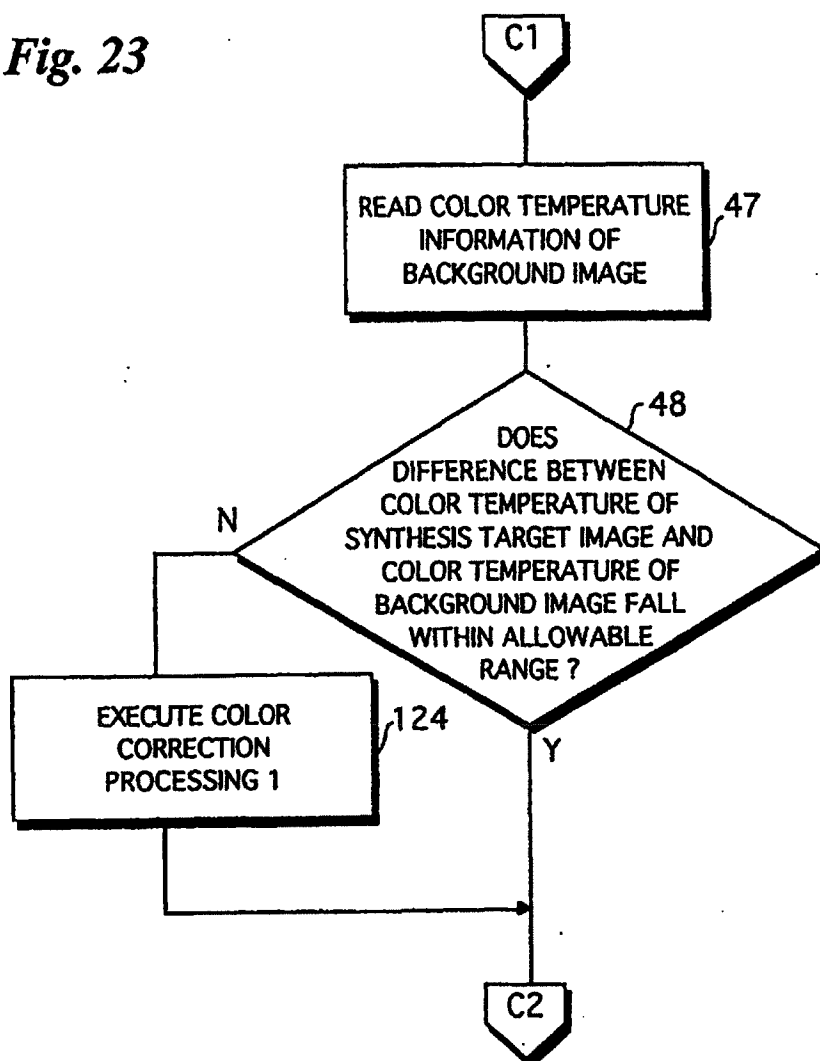 Fig. 23
C1
READ COLOR TEMPERATURE
INFORMATION OF
BACKGROUND IMAGE
47
48
DOES
DIFFERENCE BETWEEN
COLOR TEMPERATURE OF
SYNTHESIS TARGET IMAGE AND
COLOR TEMPERATURE OF
BACKGROUND IMAGE FALL
WITHIN ALLOWABLE
RANGE ?
N
EXECUTE COLOR
CORRECTION
PROCESSING 1
124
Y
C2